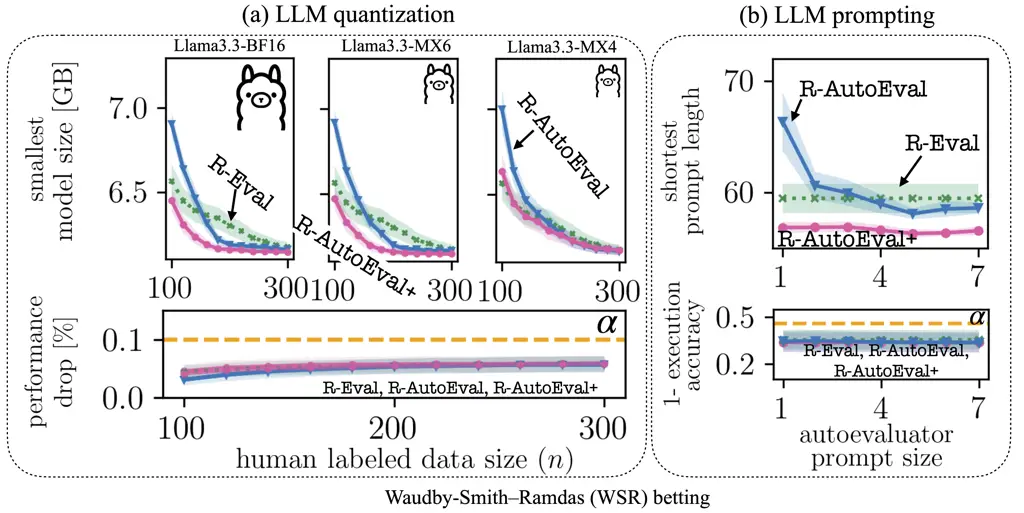 (a) LLM quantization
Llama3.3-BF16
Llama3.3-MX6
Llama3.3-MX4
smallest
model size [GB]
7.0
6.5
R-Eval
R-AutoEval+
R-AutoEval
100
300
100
300
100
300
performance
drop [%]
0.1
0.0
α
R-Eval, R-AutoEval, R-AutoEval+
100
200
300
human labeled data size (n)
(b) LLM prompting
shortest
prompt length
70
60
R-AutoEval
R-Eval
R-AutoEval+
1
4
7
1- execution
accuracy
0.5
0.2
α
R-Eval, R-AutoEval,
R-AutoEval+
1
4
7
autoevaluator
prompt size
Waudby-Smith–Ramdas (WSR) betting